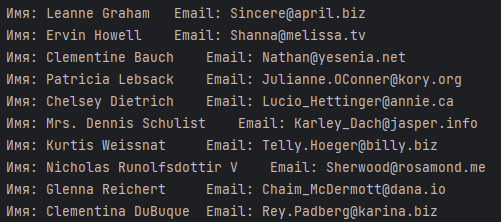 Имя: Leanne Graham   Email: Sincere@april.biz
Имя: Ervin Howell    Email: Shanna@melissa.tv
Имя: Clementine Bauch    Email: Nathan@yesenia.net
Имя: Patricia Lebsack    Email: Julianne.OConner@kory.org
Имя: Chelsey Dietrich    Email: Lucio_Hettinger@annie.ca
Имя: Mrs. Dennis Schulist    Email: Karley_Dach@jasper.info
Имя: Kurtis Weissnat     Email: Telly.Hoeger@billy.biz
Имя: Nicholas Runolfsdottir V    Email: Sherwood@rosamond.me
Имя: Glenna Reichert     Email: Chaim_McDermott@dana.io
Имя: Clementina DuBuque  Email: Rey.Padberg@karina.biz